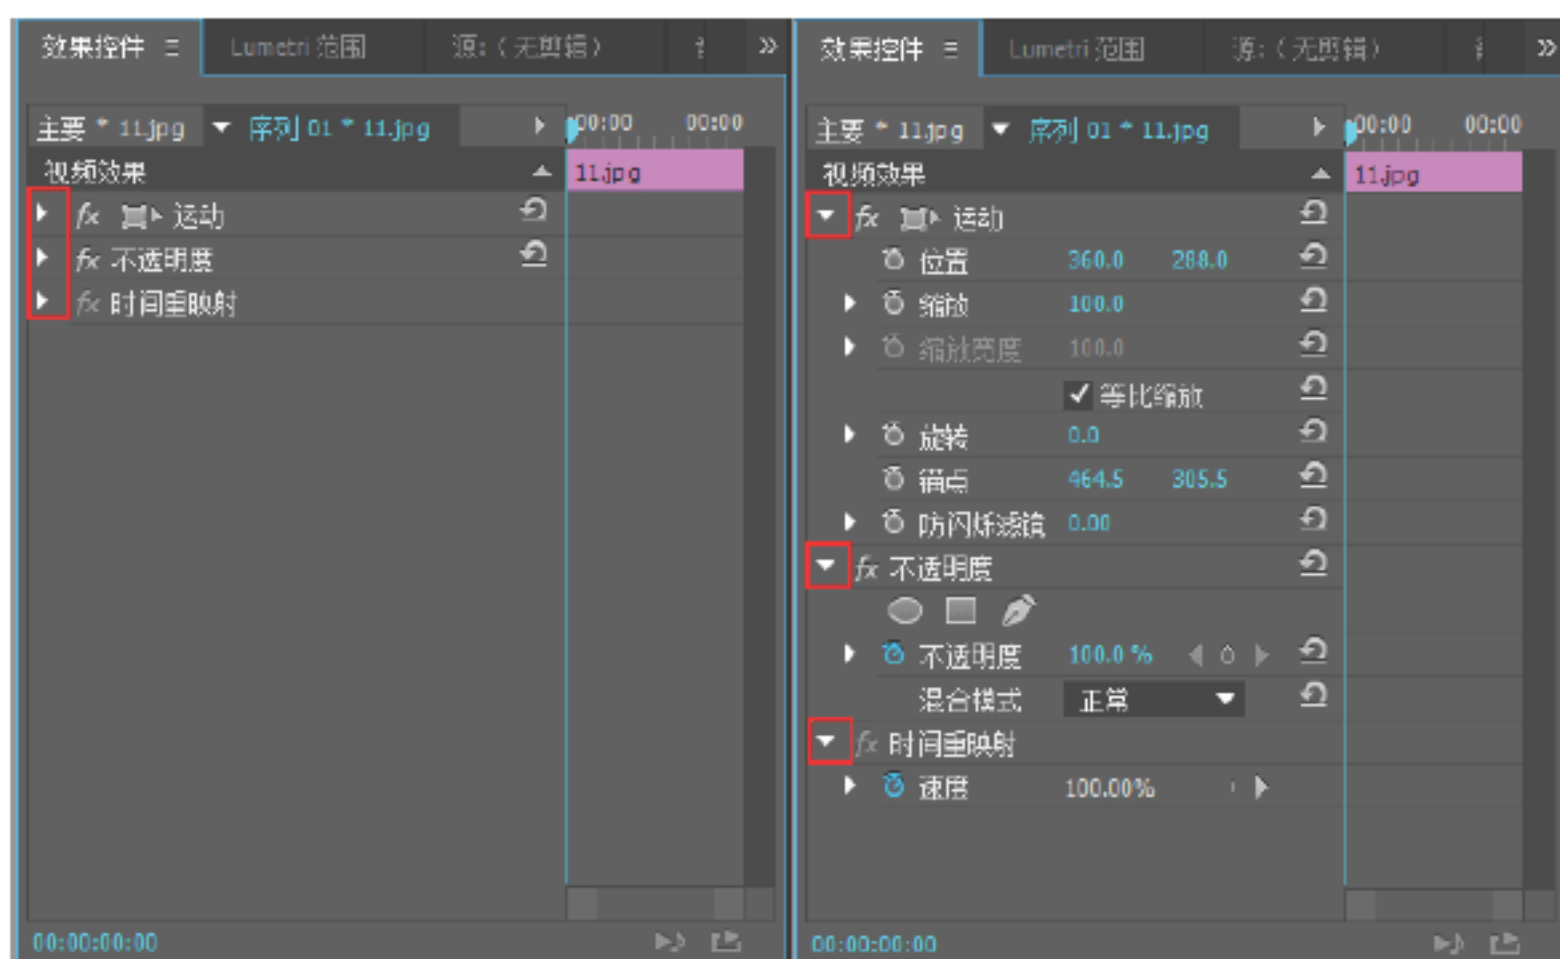 效果控件 Lumetri 范围 源:（无剪辑） »
主要 * 11.jpg 序列 01 * 11.jpg 00:00 00:00
视频效果 11.jpg
fx 运动
fx 不透明度
fx 时间重映射
00:00:00:00
效果控件 Lumetri 范围 源:（无剪辑） »
主要 * 11.jpg 序列 01 * 11.jpg 00:00 00:00
视频效果 11.jpg
fx 运动
位置 360.0 288.0
缩放 100.0
缩放宽度 100.0
等比缩放
旋转 0.0
锚点 464.5 305.5
防闪烁滤镜 0.00
fx 不透明度
不透明度 100.0 %
混合模式 正常
fx 时间重映射
速度 100.00%
00:00:00:00